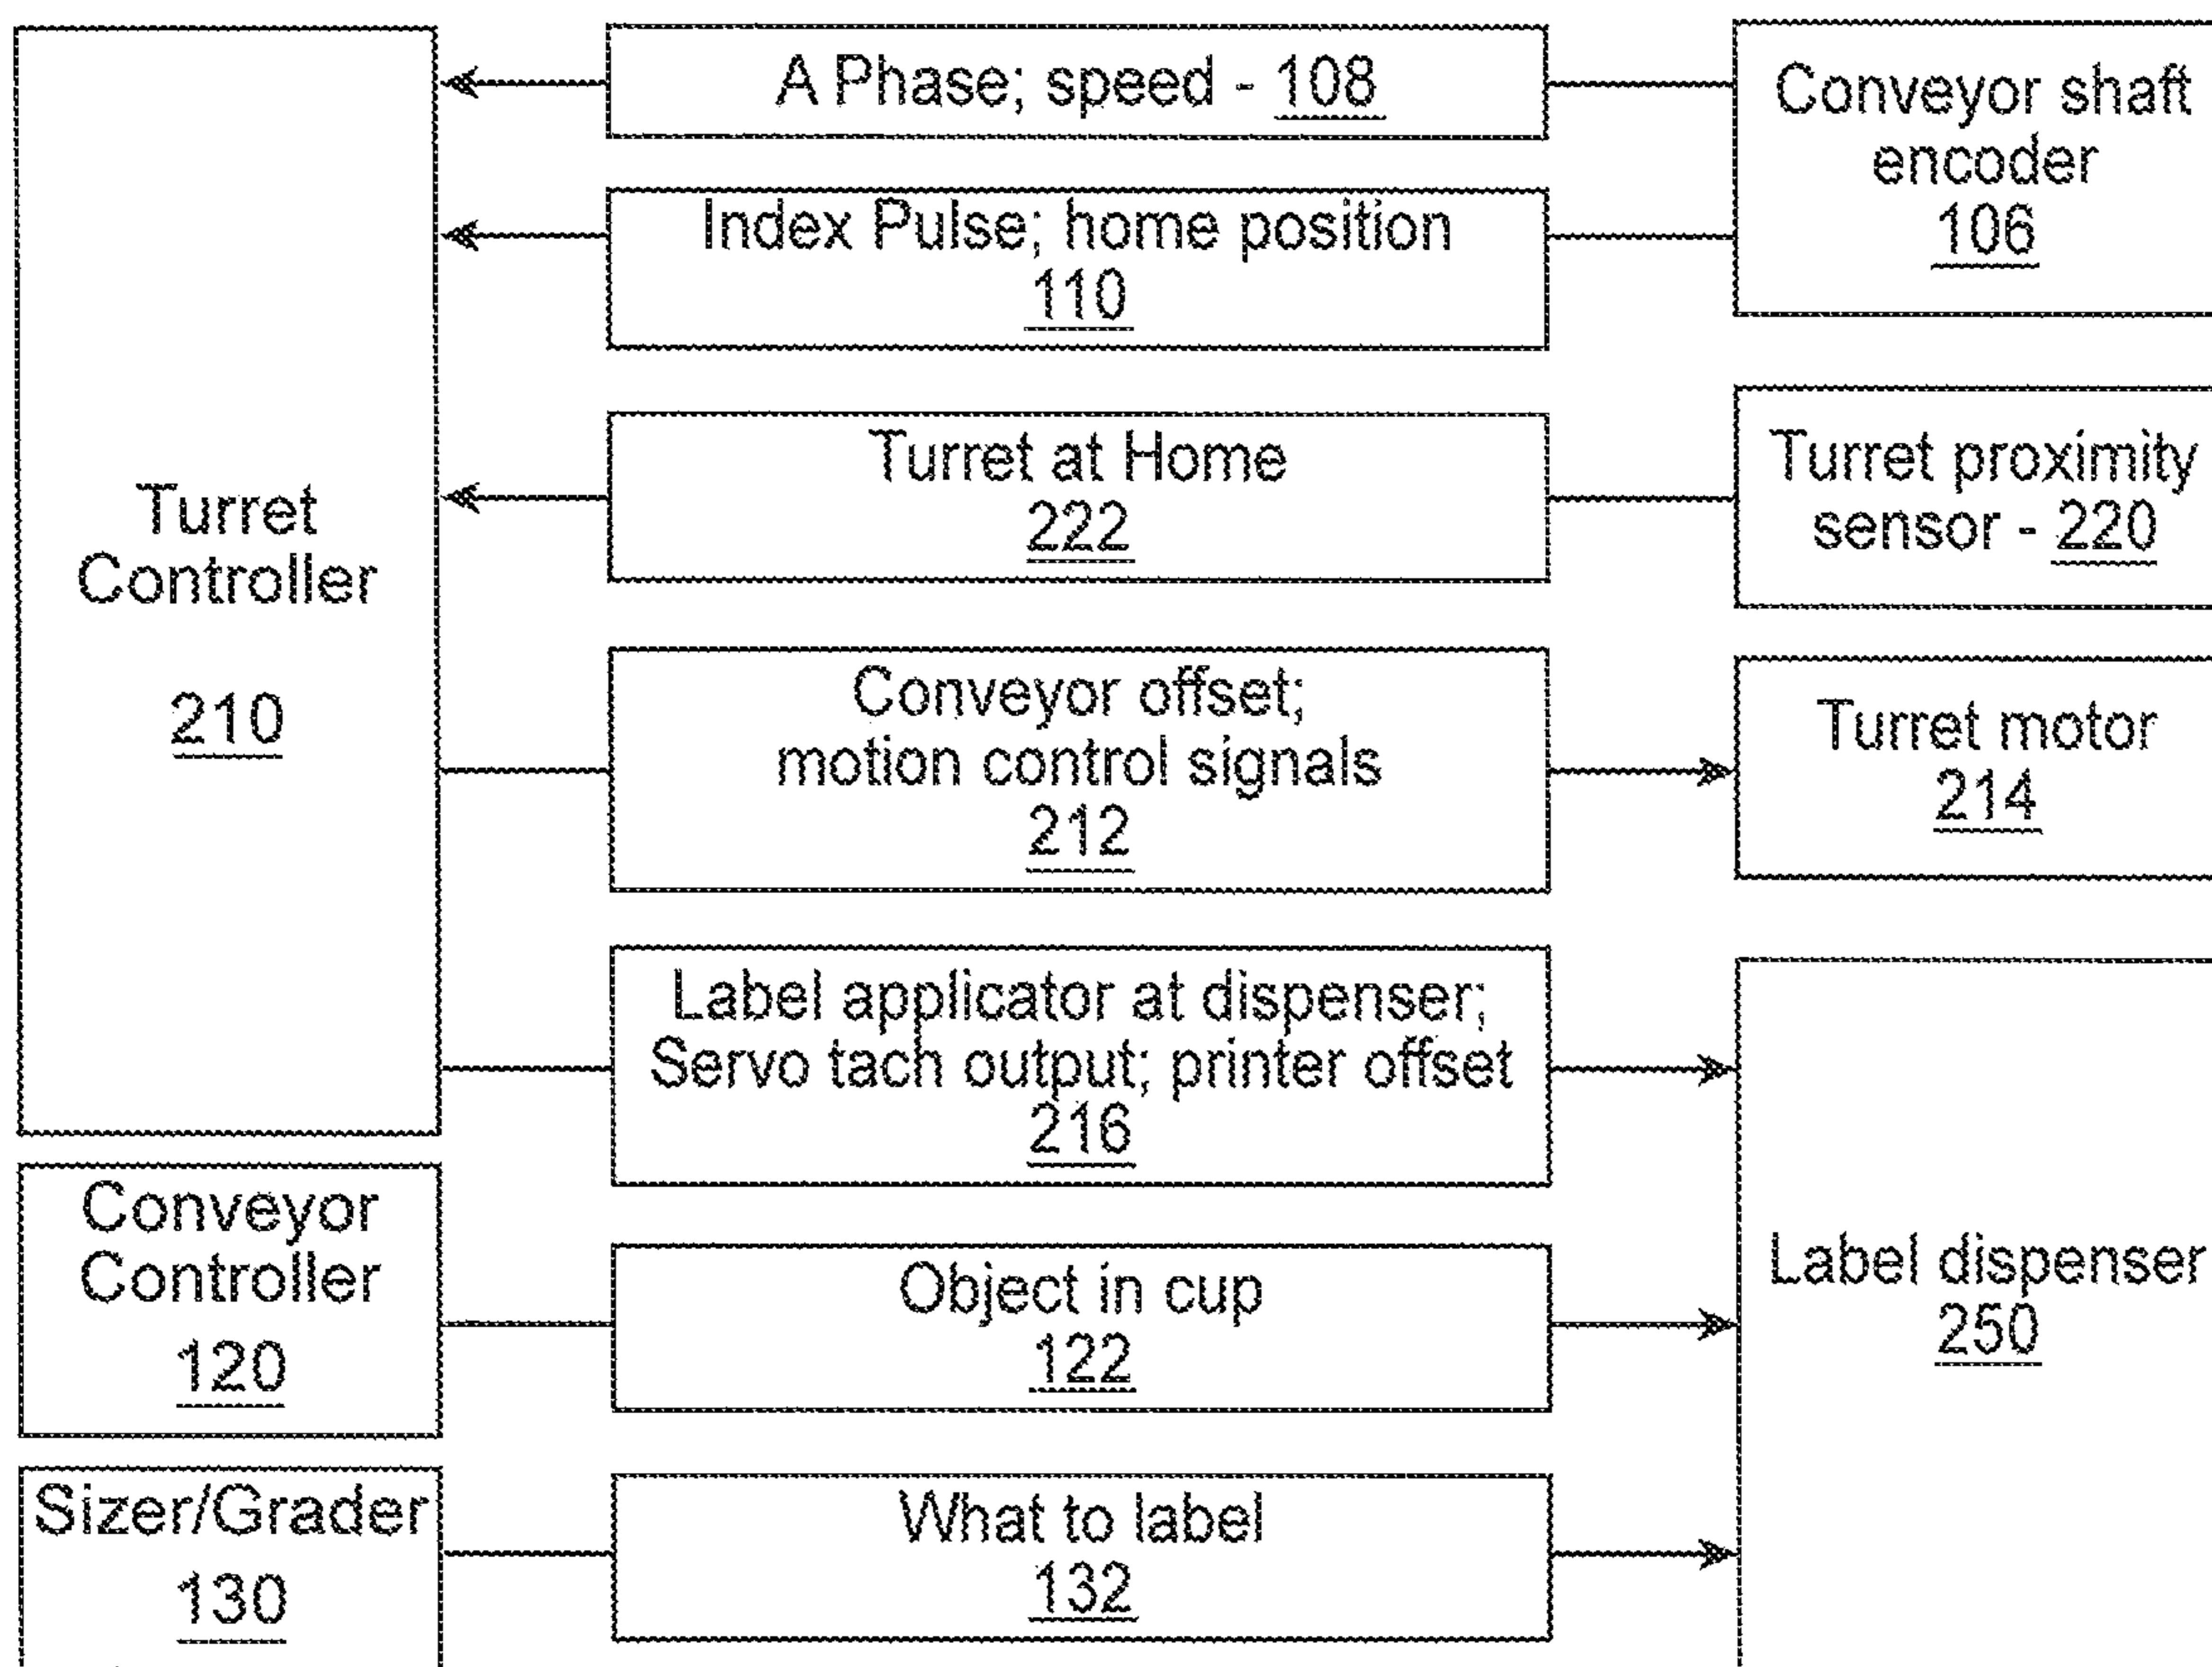 Turret
Controller
210
A Phase; speed - 108
Conveyor shaft
encoder
106
Index Pulse; home position
110
Turret at Home
222
Turret proximity
sensor - 220
Conveyor offset;
motion control signals
212
Turret motor
214
Label applicator at dispenser;
Servo tach output; printer offset
216
Label dispenser
250
Conveyor
Controller
120
Object in cup
122
Sizer/Grader
130
What to label
132